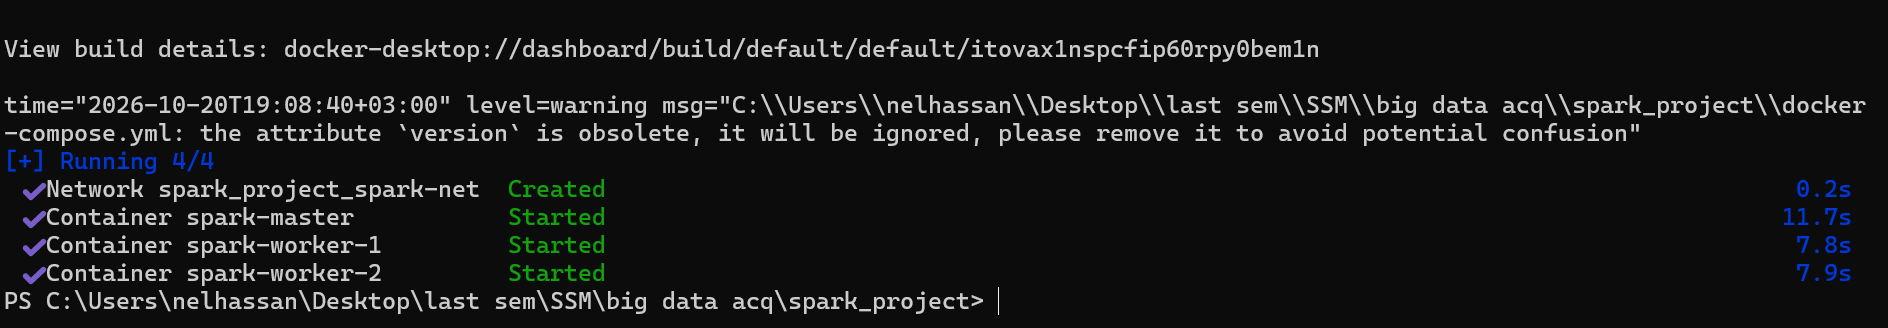 View build details: docker-desktop://dashboard/build/default/default/itovax1nspcfip60rpy0bem1n
time="2026-10-20T19:08:40+03:00" level=warning msg="C:\\Users\\nelhassan\\Desktop\\last sem\\SSM\\big data acq\\spark_project\\docker
-compose.yml: the attribute `version` is obsolete, it will be ignored, please remove it to avoid potential confusion"
[+] Running 4/4
✔Network spark_project_spark-net  Created 0.2s
✔Container spark-master Started 11.7s
✔Container spark-worker-1 Started 7.8s
✔Container spark-worker-2 Started 7.9s
PS C:\Users\nelhassan\Desktop\last sem\SSM\big data acq\spark_project>